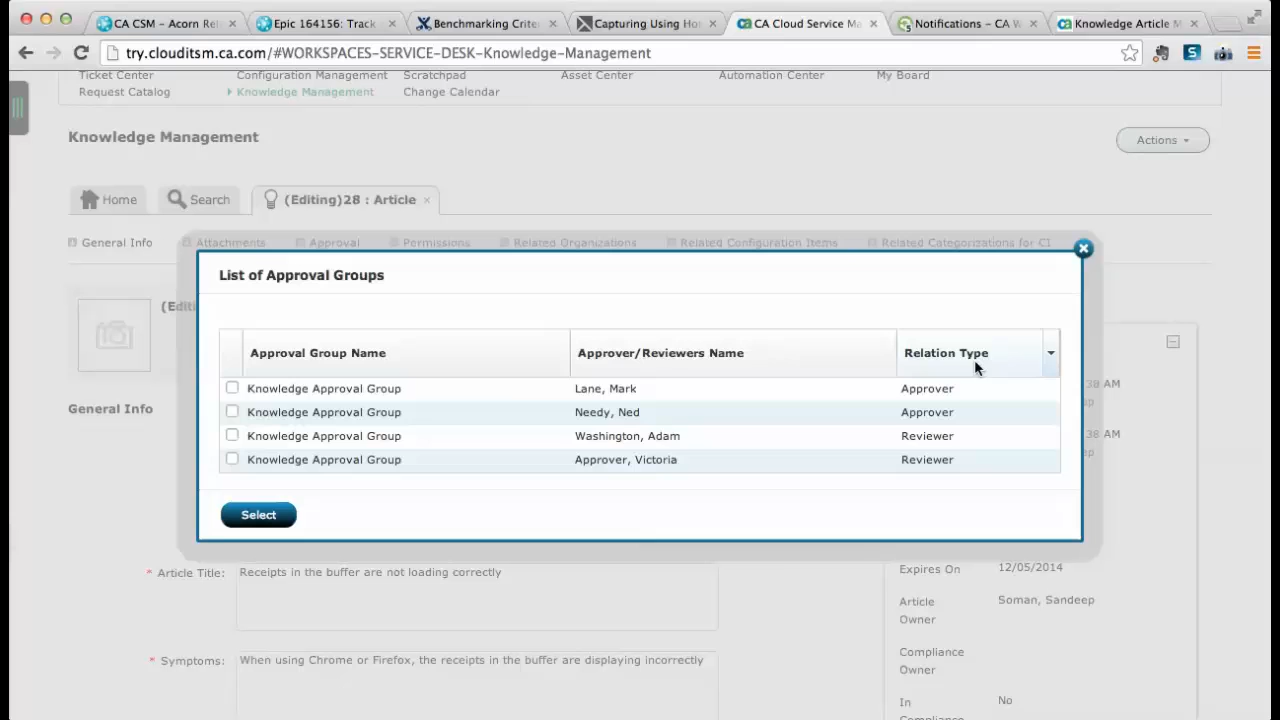 CA CSM – Acorn Rel
Epic 164156: Track
Benchmarking Crite
Capturing Using Ho
CA Cloud Service Ma
Notifications – CA W
Knowledge Article M
try.clouditsm.ca.com/#WORKSPACES-SERVICE-DESK-Knowledge-Management
Ticket Center Configuration Management Scratchpad Asset Center Automation Center My Board
Request Catalog Knowledge Management Change Calendar
Knowledge Management
Actions
Home Search (Editing)28 : Article
General Info Attachments Approval Permissions Related Organizations Related Configuration Items Related Categorizations for CI
List of Approval Groups
(Editi
Approval Group Name Approver/Reviewers Name Relation Type
Knowledge Approval Group Lane, Mark Approver
Knowledge Approval Group Needy, Ned Approver
Knowledge Approval Group Washington, Adam Reviewer
Knowledge Approval Group Approver, Victoria Reviewer
38 AM
ep
38 AM
ep
General Info
Select
* Article Title: Receipts in the buffer are not loading correctly
* Symptoms: When using Chrome or Firefox, the receipts in the buffer are displaying incorrectly
Expires On 12/05/2014
Article Owner Soman, Sandeep
Compliance Owner
In Compliance No